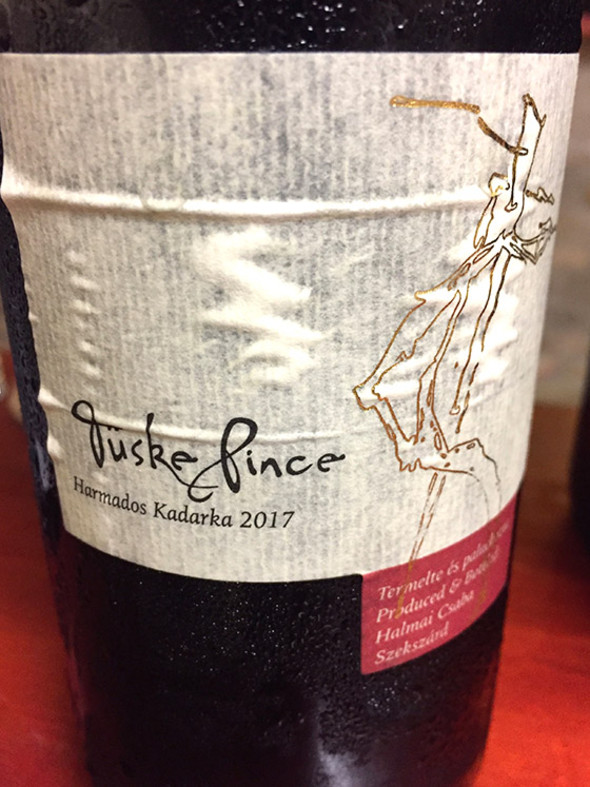 Tüske Pince
Harmados Kadarka 2017
Termelte és palackozta
Produced & Bottled
Halmai Csaba
Szekszárd